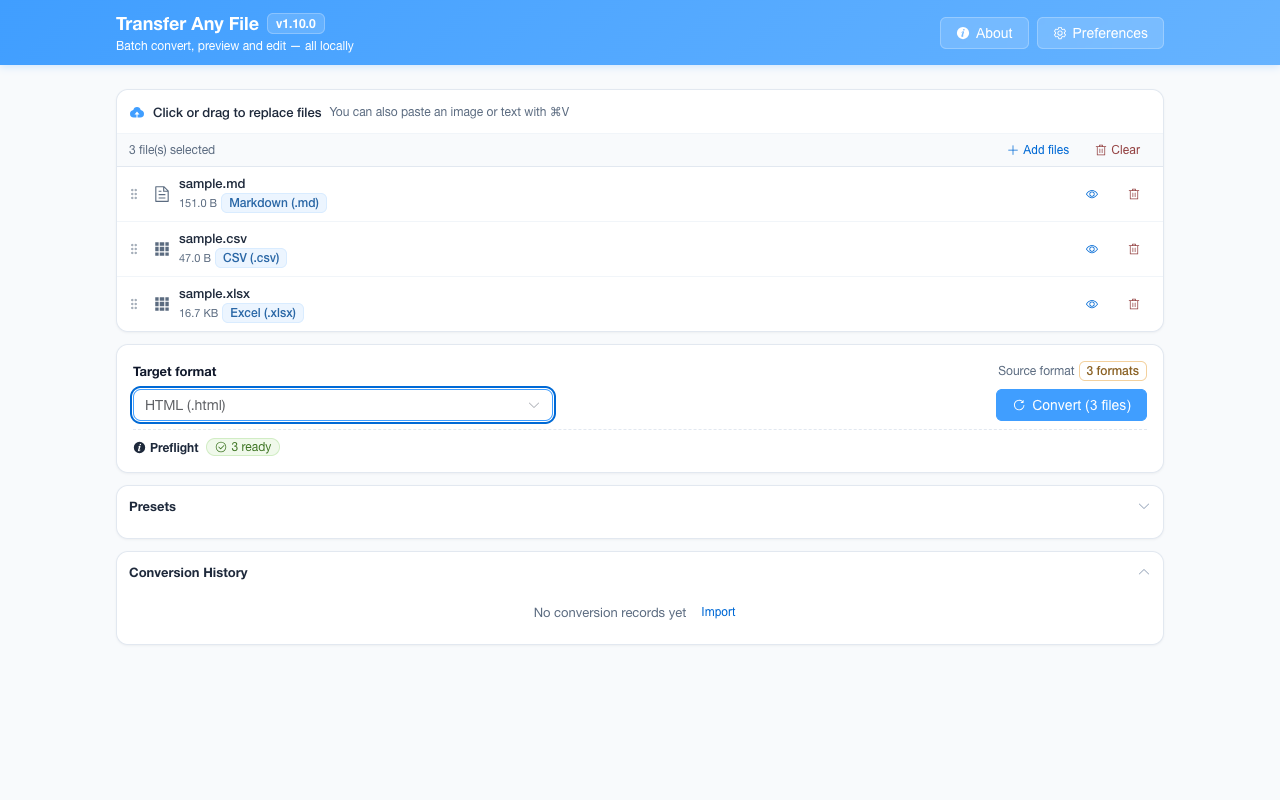 Transfer Any File v1.10.0
Batch convert, preview and edit — all locally
About
Preferences
Click or drag to replace files You can also paste an image or text with ⌘V
3 file(s) selected
Add files
Clear
sample.md
151.0 B Markdown (.md)
sample.csv
47.0 B CSV (.csv)
sample.xlsx
16.7 KB Excel (.xlsx)
Target format
Source format 3 formats
HTML (.html)
Convert (3 files)
Preflight 3 ready
Presets
Conversion History
No conversion records yet Import